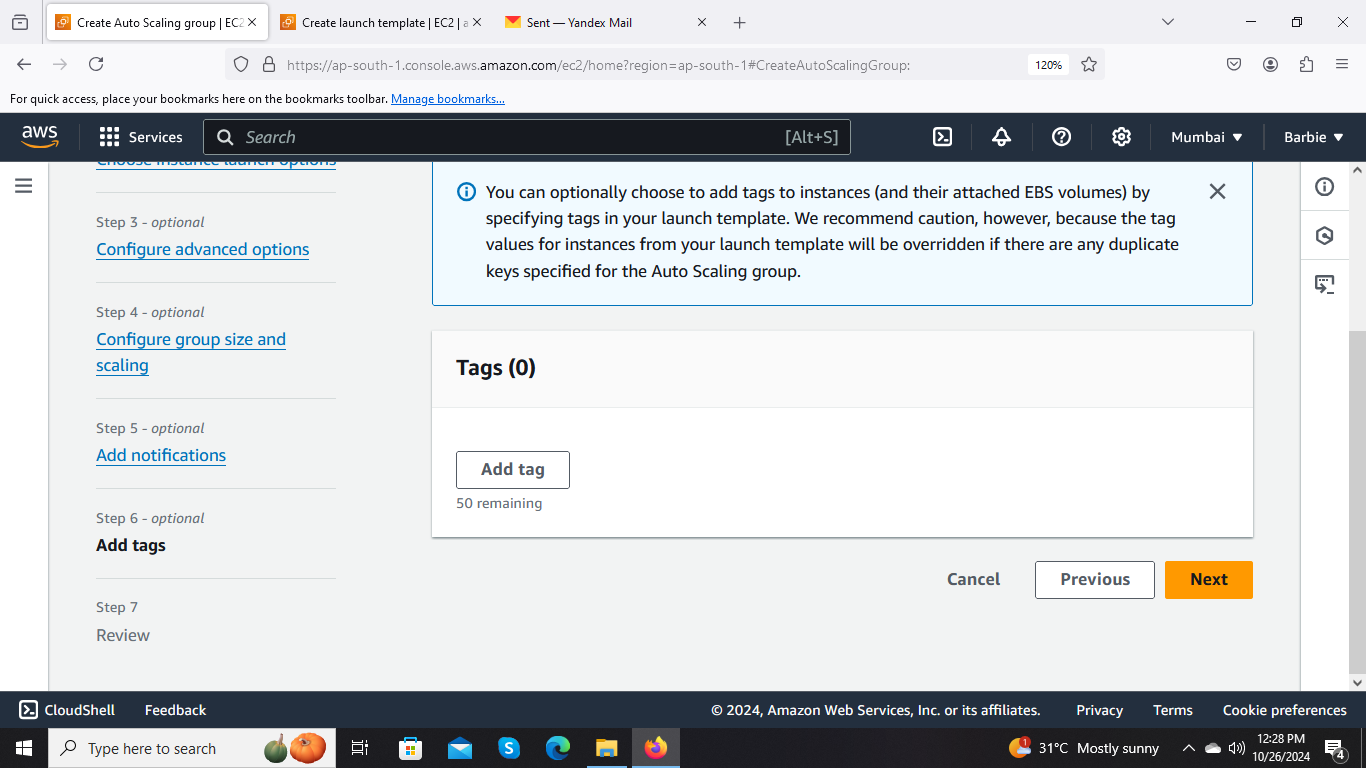 Create Auto Scaling group | EC2
Create launch template | EC2 | a
Sent — Yandex Mail
https://ap-south-1.console.aws.amazon.com/ec2/home?region=ap-south-1#CreateAutoScalingGroup:
120%
For quick access, place your bookmarks here on the bookmarks toolbar. Manage bookmarks...
aws
Services
Search
[Alt+S]
Mumbai
Barbie
Choose instance launch options
Step 3 - optional
Configure advanced options
Step 4 - optional
Configure group size and
scaling
Step 5 - optional
Add notifications
Step 6 - optional
Add tags
Step 7
Review
You can optionally choose to add tags to instances (and their attached EBS volumes) by
specifying tags in your launch template. We recommend caution, however, because the tag
values for instances from your launch template will be overridden if there are any duplicate
keys specified for the Auto Scaling group.
Tags (0)
Add tag
50 remaining
Cancel
Previous
Next
CloudShell
Feedback
© 2024, Amazon Web Services, Inc. or its affiliates.
Privacy
Terms
Cookie preferences
Type here to search
1
31°C Mostly sunny
12:28 PM
10/26/2024
4